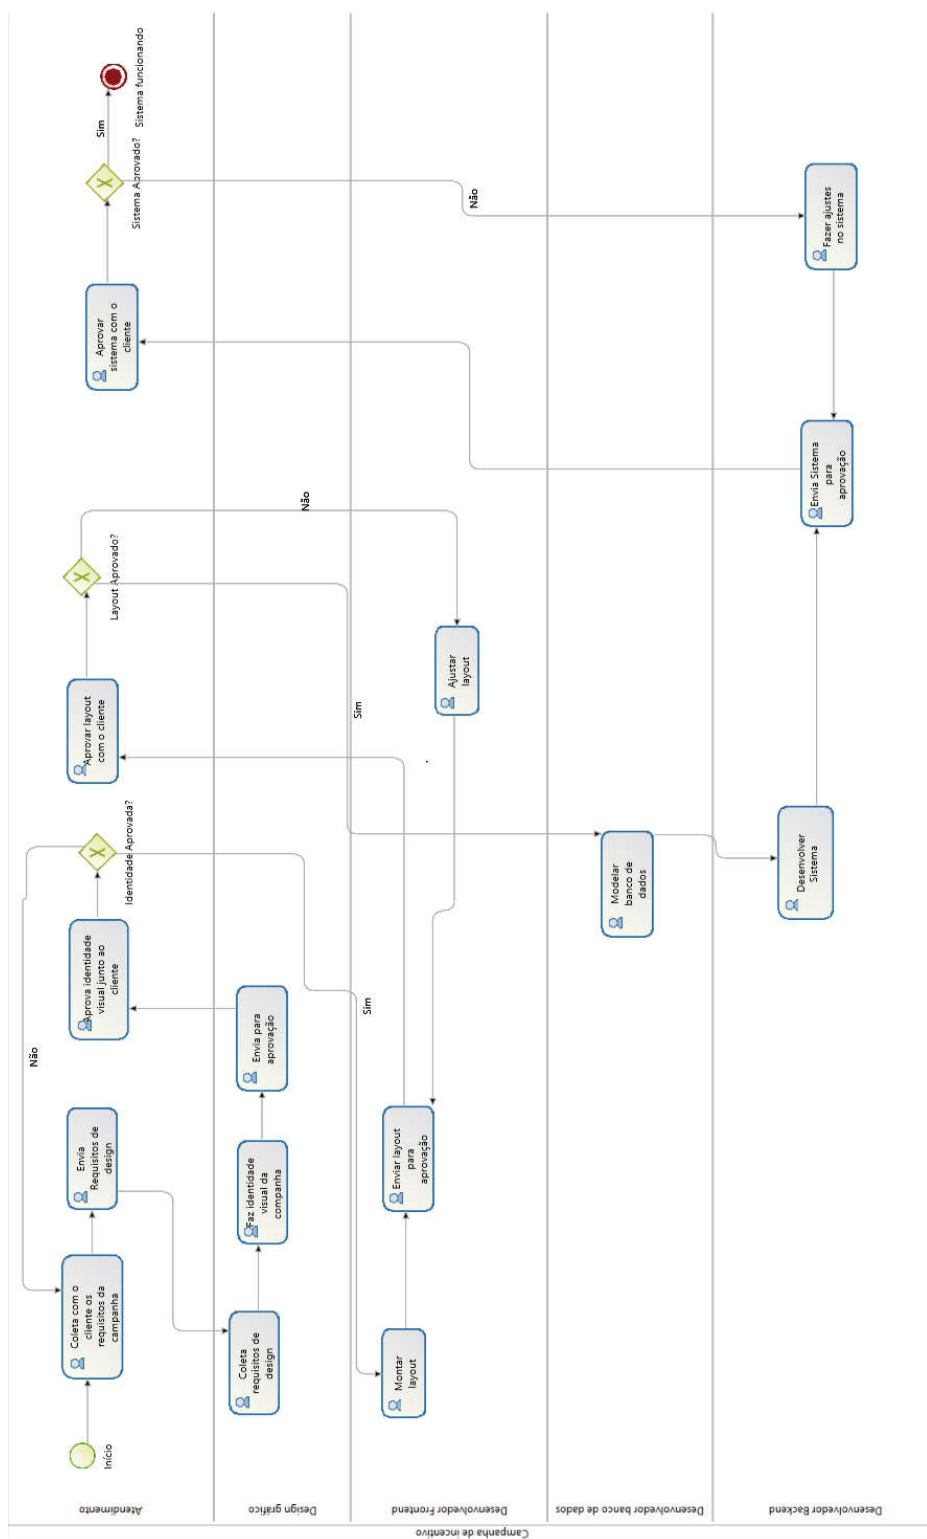 Campanha de incentivo
Atendimento
Início
Coleta com o
cliente os
requisitos da
campanha
Envia
Requisitos de
design
Não
Aprova identidade
visual junto ao
cliente
Identidade Aprovada?
Aprovar layout
com o cliente
Layout Aprovado?
Não
Aprovar
sistema com o
cliente
Sistema Aprovado?
Sim
Sistema funcionando
Design gráfico
Coleta
requisitos de
design
Faz identidade
visual da
companha
Envia para
aprovação
Desenvolvedor Frontend
Montar
layout
Sim
Enviar layout
para
aprovação
Sim
Ajustar
layout
Não
Desenvolvedor banco de dados
Modelar
banco de
dados
Desenvolvedor Backend
Desenvolver
Sistema
Envia Sistema
para
aprovação
Fazer ajustes
no sistema